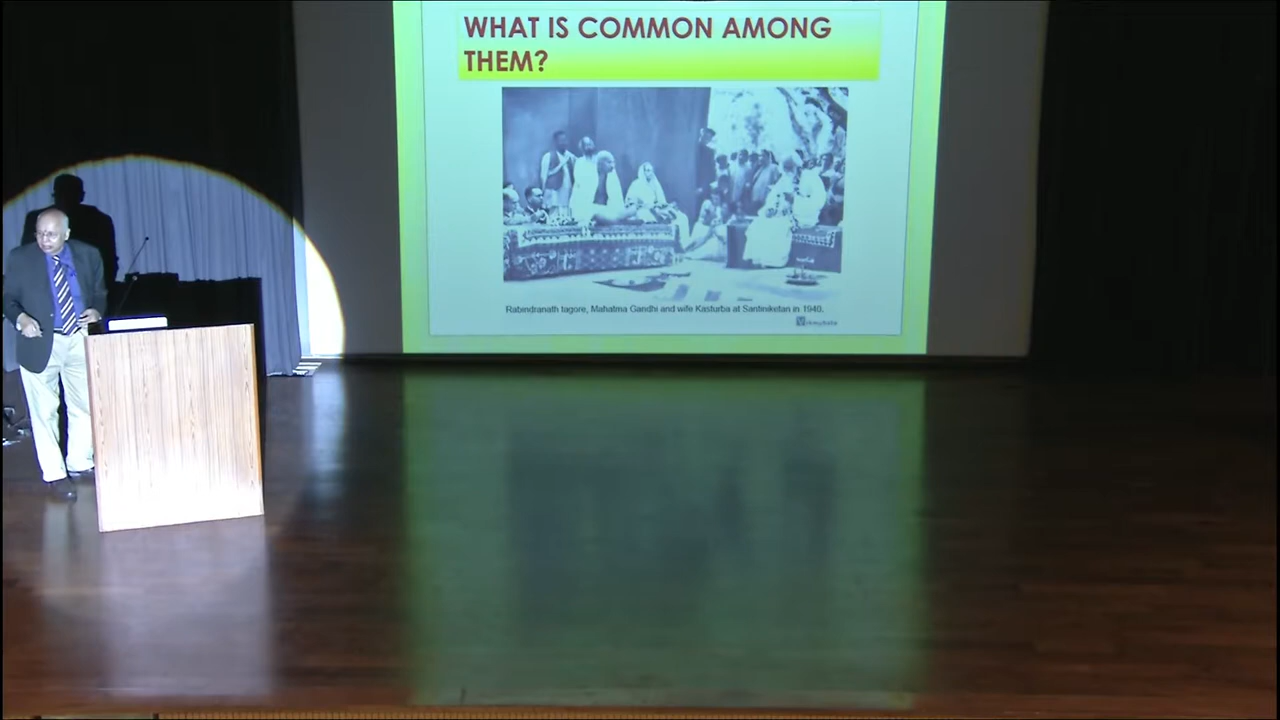 WHAT IS COMMON AMONG
THEM?
Rabindranath tagore, Mahatma Gandhi and wife Kasturba at Santiniketan in 1940.